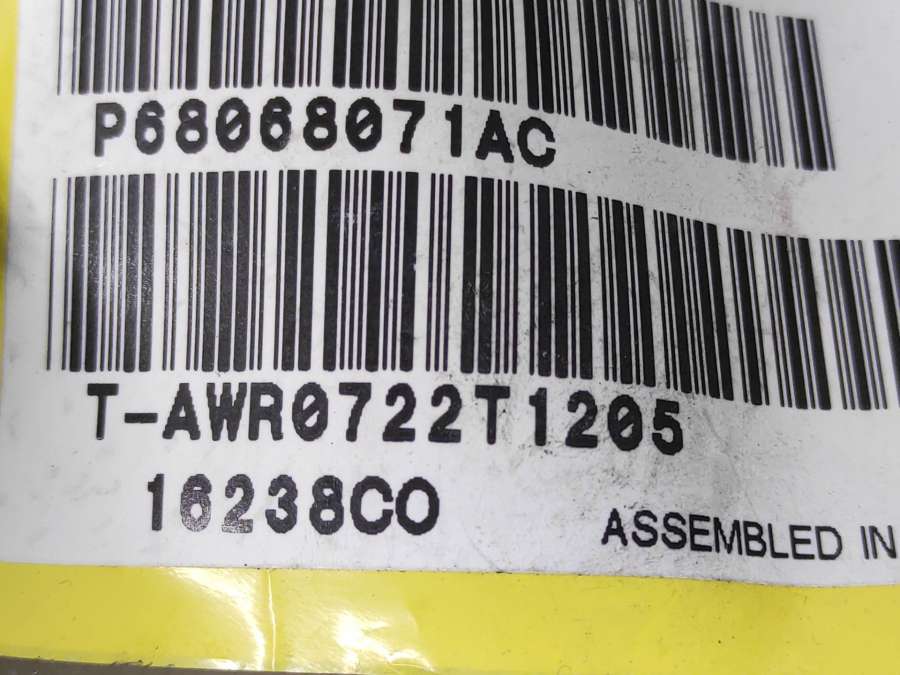 P68068071AC
T-AWR0722T1205
16238CO
ASSEMBLED IN